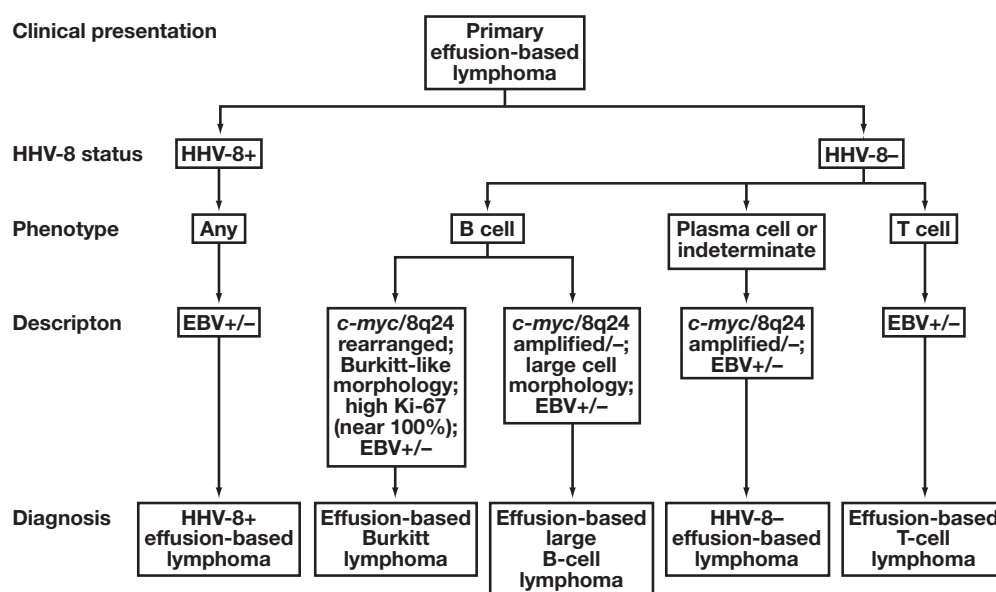 Clinical presentation
Primary
effusion-based
lymphoma
HHV-8 status
HHV-8+
HHV-8–
Phenotype
Any
B cell
Plasma cell or
indeterminate
T cell
Descripton
EBV+/–
c-myc/8q24
rearranged;
Burkitt-like
morphology;
high Ki-67
(near 100%);
EBV+/–
c-myc/8q24
amplified/–;
large cell
morphology;
EBV+/–
c-myc/8q24
amplified/–;
EBV+/–
EBV+/–
Diagnosis
HHV-8+
effusion-based
lymphoma
Effusion-based
Burkitt
lymphoma
Effusion-based
large
B-cell
lymphoma
HHV-8–
effusion-based
lymphoma
Effusion-based
T-cell
lymphoma